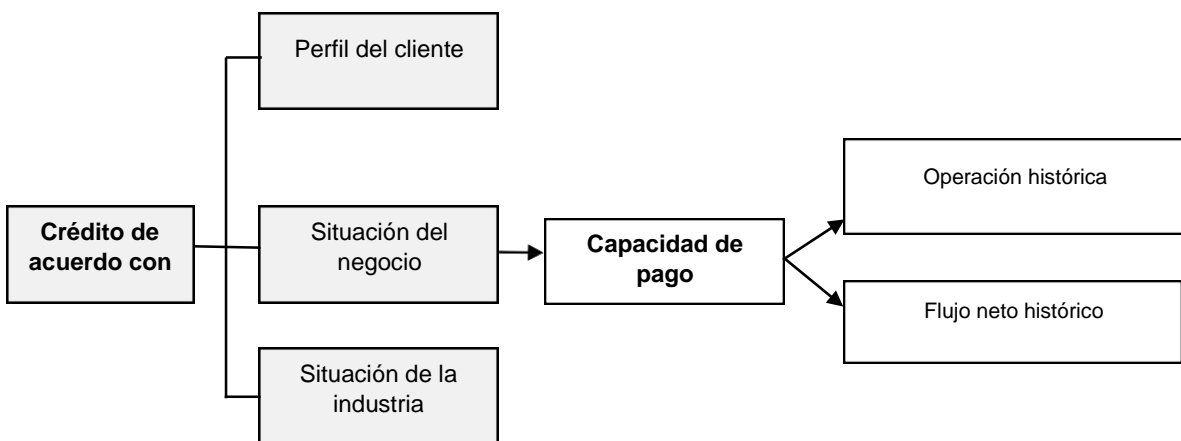 Perfil del cliente
Operación histórica
Crédito de
acuerdo con
Situación del
negocio
Capacidad de
pago
Flujo neto histórico
Situación de la
industria